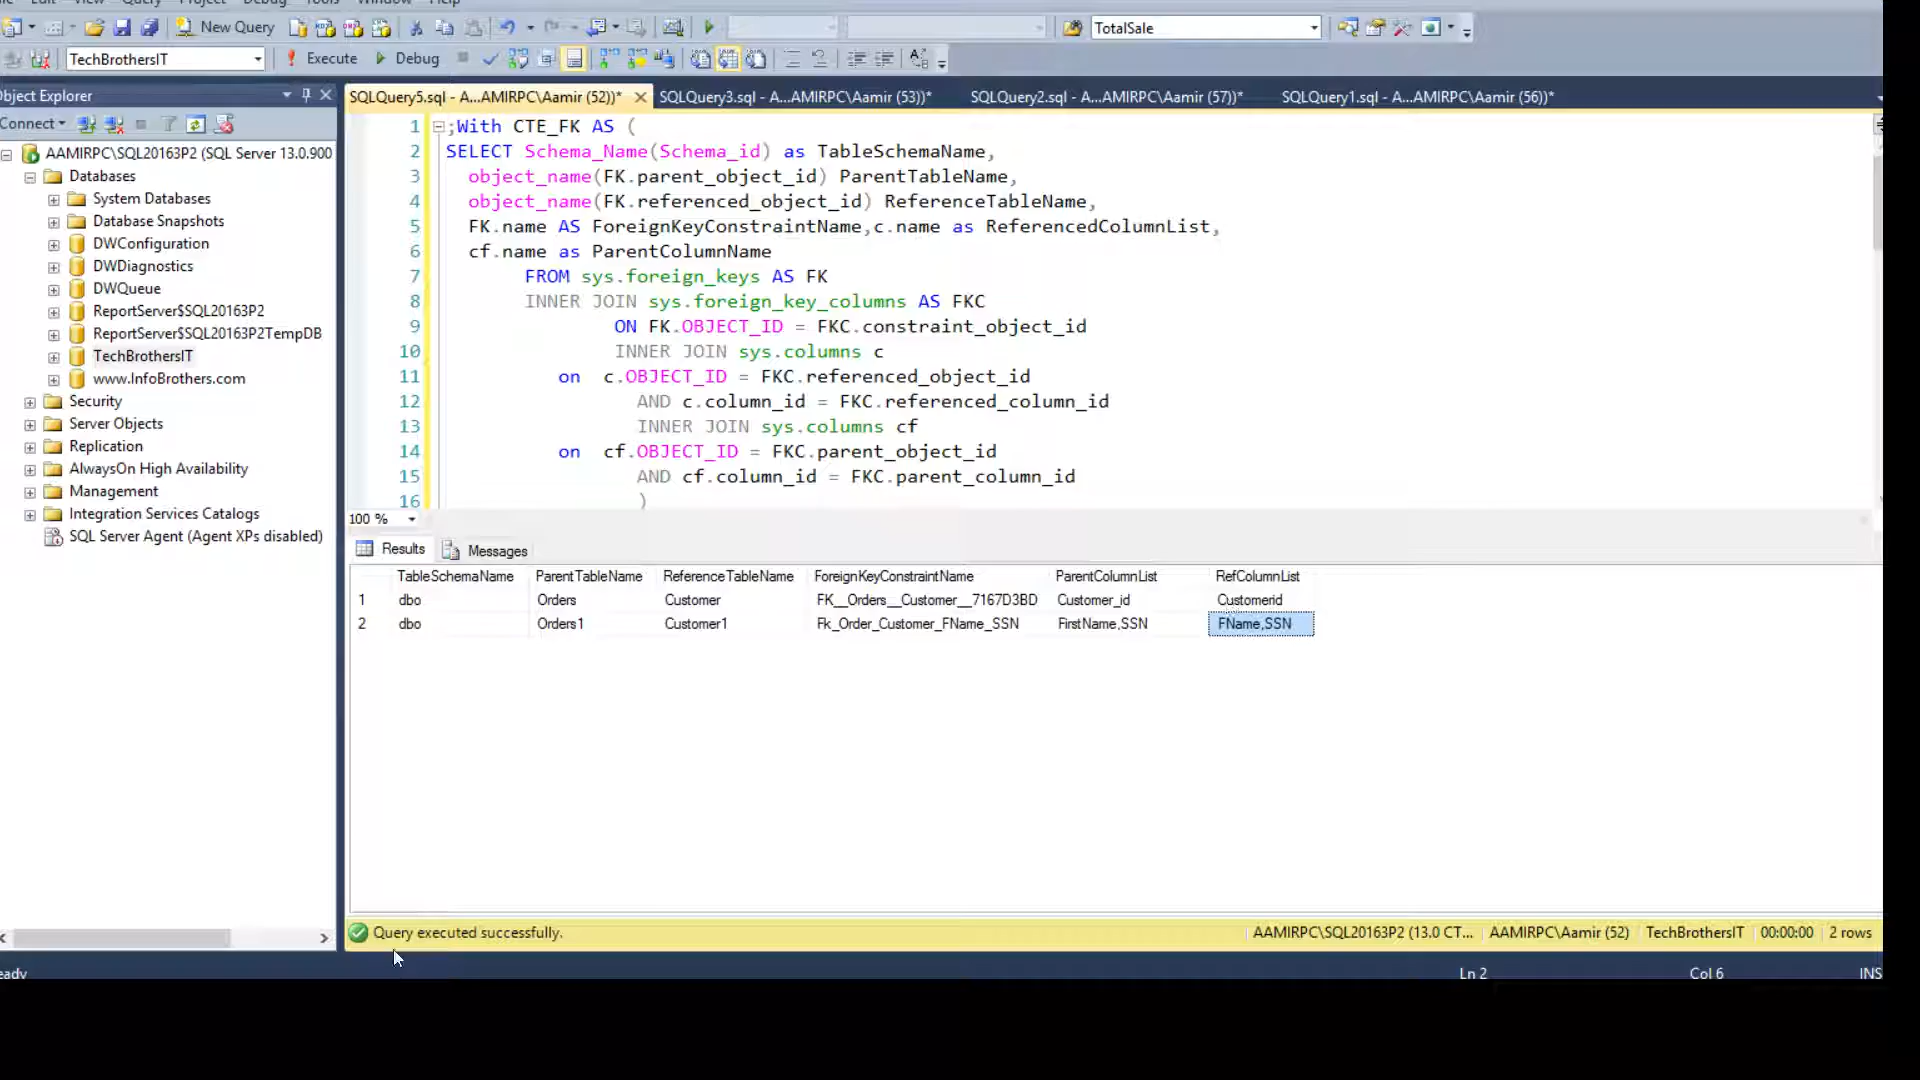 Edit View Query Project Debug Tools Window Help
New Query TotalSale
TechBrothersIT Execute Debug
Object Explorer
SQLQuery5.sql - A...AMIRPC\Aamir (52))* SQLQuery3.sql - A...AMIRPC\Aamir (53))* SQLQuery2.sql - A...AMIRPC\Aamir (57))* SQLQuery1.sql - A...AMIRPC\Aamir (56))*
Connect
AAMIRPC\SQL20163P2 (SQL Server 13.0.900
Databases
System Databases
Database Snapshots
DWConfiguration
DWDiagnostics
DWQueue
ReportServer$SQL20163P2
ReportServer$SQL20163P2TempDB
TechBrothersIT
www.InfoBrothers.com
Security
Server Objects
Replication
AlwaysOn High Availability
Management
Integration Services Catalogs
SQL Server Agent (Agent XPs disabled)
1 ;With CTE_FK AS (
2 SELECT Schema_Name(Schema_id) as TableSchemaName,
3 object_name(FK.parent_object_id) ParentTableName,
4 object_name(FK.referenced_object_id) ReferenceTableName,
5 FK.name AS ForeignKeyConstraintName,c.name as ReferencedColumnList,
6 cf.name as ParentColumnName
7 FROM sys.foreign_keys AS FK
8 INNER JOIN sys.foreign_key_columns AS FKC
9 ON FK.OBJECT_ID = FKC.constraint_object_id
10 INNER JOIN sys.columns c
11 on c.OBJECT_ID = FKC.referenced_object_id
12 AND c.column_id = FKC.referenced_column_id
13 INNER JOIN sys.columns cf
14 on cf.OBJECT_ID = FKC.parent_object_id
15 AND cf.column_id = FKC.parent_column_id
16 )
100 %
Results Messages
TableSchemaName ParentTableName ReferenceTableName ForeignKeyConstraintName ParentColumnList RefColumnList
1 dbo Orders Customer FK__Orders__Customer__7167D3BD Customer_id Customerid
2 dbo Orders1 Customer1 Fk_Order_Customer_FName_SSN FirstName,SSN FName,SSN
Query executed successfully. AAMIRPC\SQL20163P2 (13.0 CT... AAMIRPC\Aamir (52) TechBrothersIT 00:00:00 2 rows
eady Ln 2 Col 6 INS